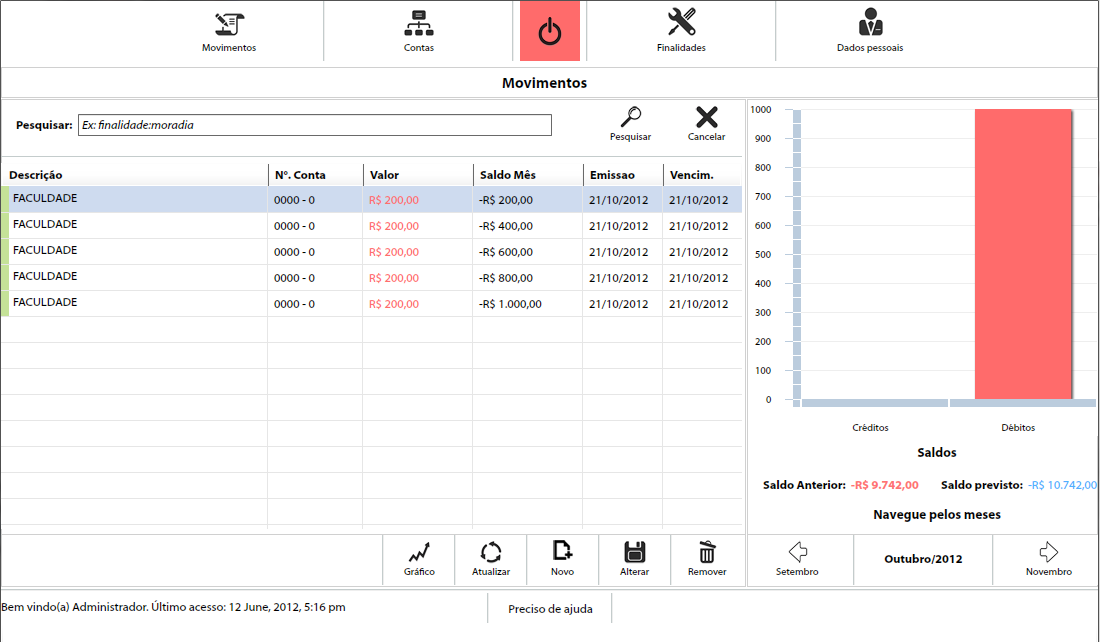 Movimentos
Contas
Finalidades
Dados pessoais
Movimentos
Pesquisar: Ex: finalidade:moradia
Pesquisar
Cancelar
Descrição N°. Conta Valor Saldo Mês Emissao Vencim.
FACULDADE 0000 - 0 R$ 200,00 -R$ 200,00 21/10/2012 21/10/2012
FACULDADE 0000 - 0 R$ 200,00 -R$ 400,00 21/10/2012 21/10/2012
FACULDADE 0000 - 0 R$ 200,00 -R$ 600,00 21/10/2012 21/10/2012
FACULDADE 0000 - 0 R$ 200,00 -R$ 800,00 21/10/2012 21/10/2012
FACULDADE 0000 - 0 R$ 200,00 -R$ 1.000,00 21/10/2012 21/10/2012
1000
900
800
700
600
500
400
300
200
100
0
Créditos
Débitos
Saldos
Saldo Anterior: -R$ 9.742,00 Saldo previsto: -R$ 10.742,00
Navegue pelos meses
Gráfico
Atualizar
Novo
Alterar
Remover
Setembro
Outubro/2012
Novembro
Bem vindo(a) Administrador. Último acesso: 12 June, 2012, 5:16 pm
Preciso de ajuda